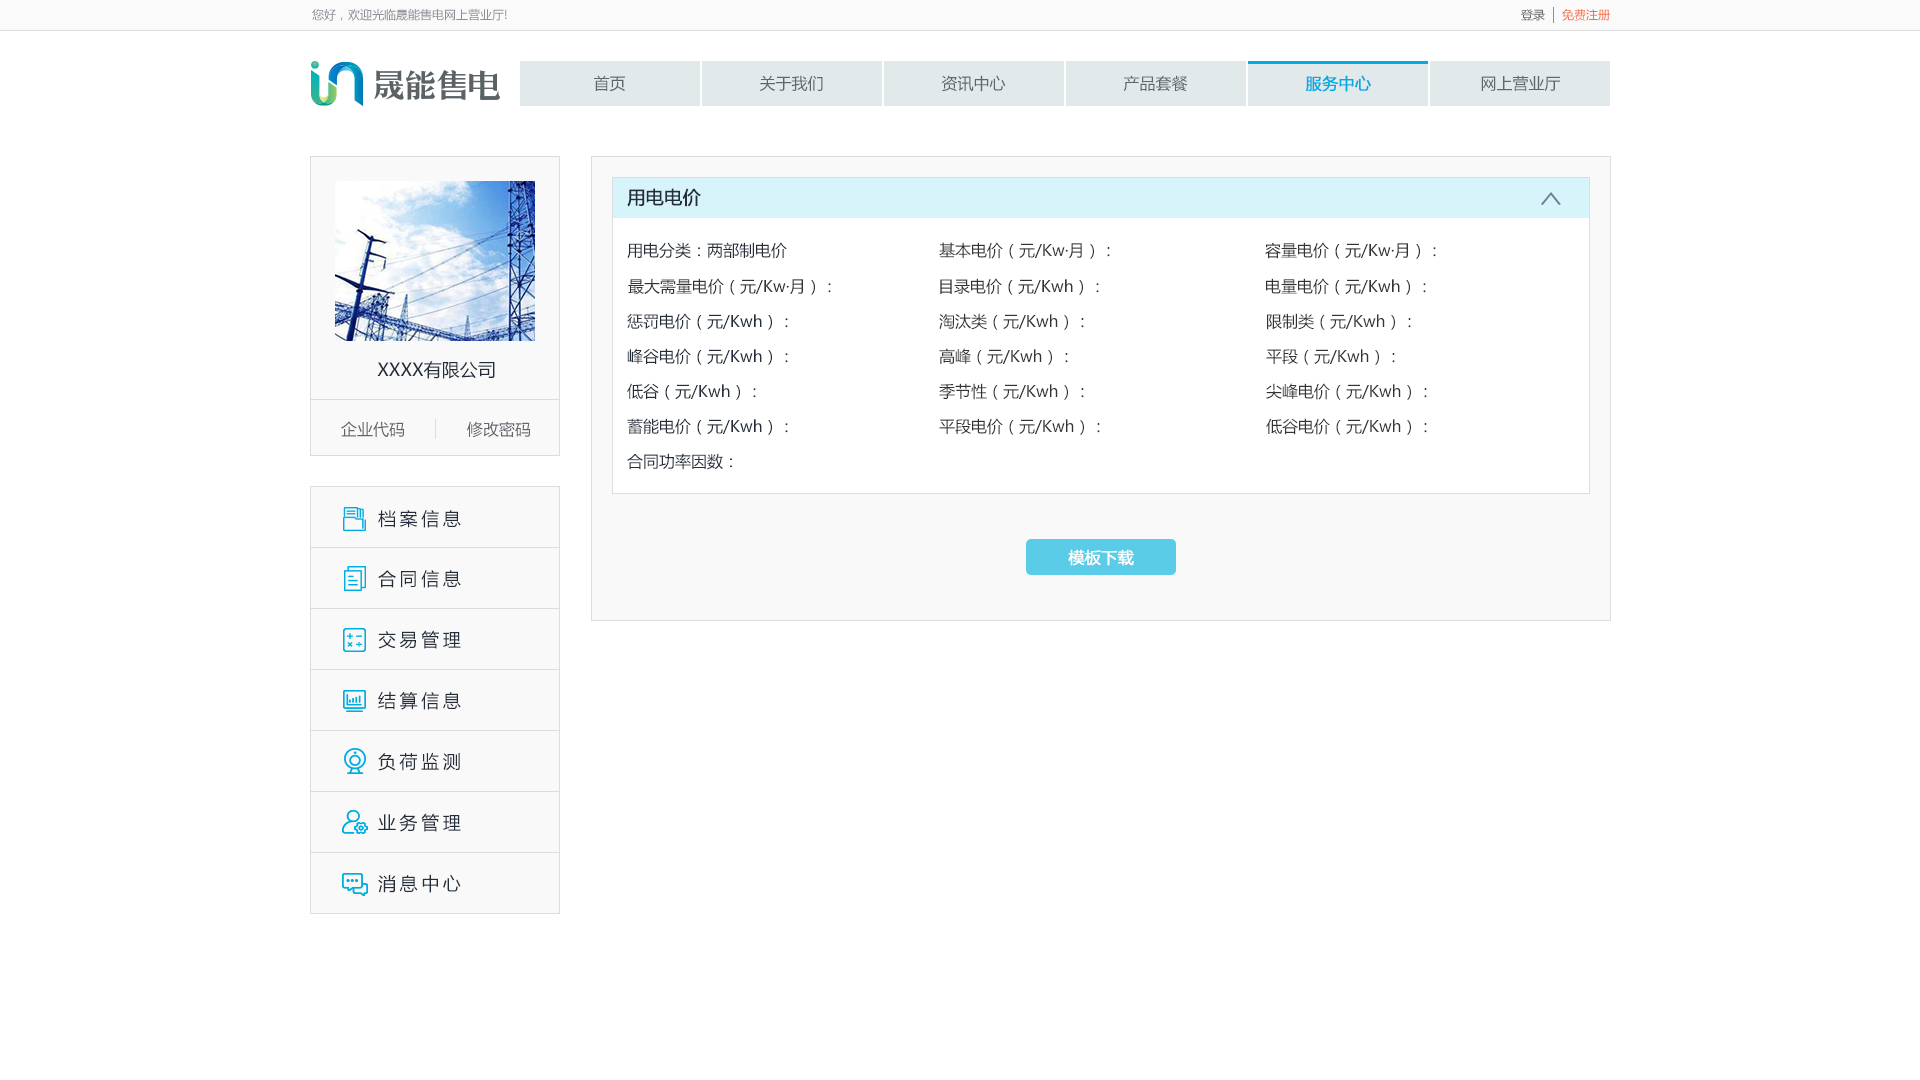 您好，欢迎光临晟能售电网上营业厅!
登录
免费注册
晟能售电
首页
关于我们
资讯中心
产品套餐
服务中心
网上营业厅
XXXX有限公司
企业代码
修改密码
档案信息
合同信息
交易管理
结算信息
负荷监测
业务管理
消息中心
用电电价
用电分类：两部制电价
基本电价（元/Kw·月）：
容量电价（元/Kw·月）：
最大需量电价（元/Kw·月）：
目录电价（元/Kwh）：
电量电价（元/Kwh）：
惩罚电价（元/Kwh）：
淘汰类（元/Kwh）：
限制类（元/Kwh）：
峰谷电价（元/Kwh）：
高峰（元/Kwh）：
平段（元/Kwh）：
低谷（元/Kwh）：
季节性（元/Kwh）：
尖峰电价（元/Kwh）：
蓄能电价（元/Kwh）：
平段电价（元/Kwh）：
低谷电价（元/Kwh）：
合同功率因数：
模板下载